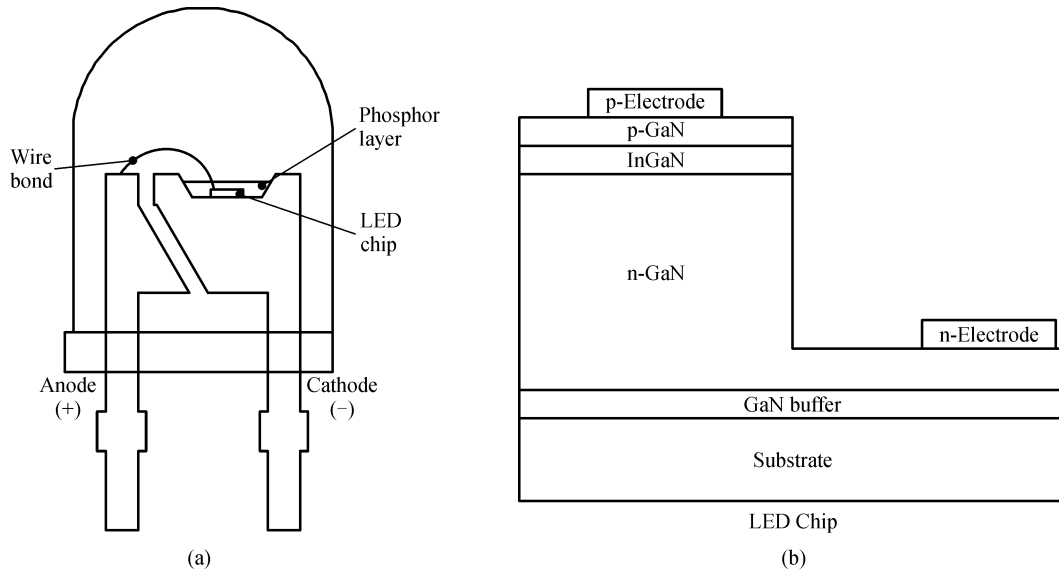 Phosphor
layer
Wire
bond
LED
chip
Anode
(+)
Cathode
(−)
(a)
p-Electrode
p-GaN
InGaN
n-GaN
n-Electrode
GaN buffer
Substrate
LED Chip
(b)